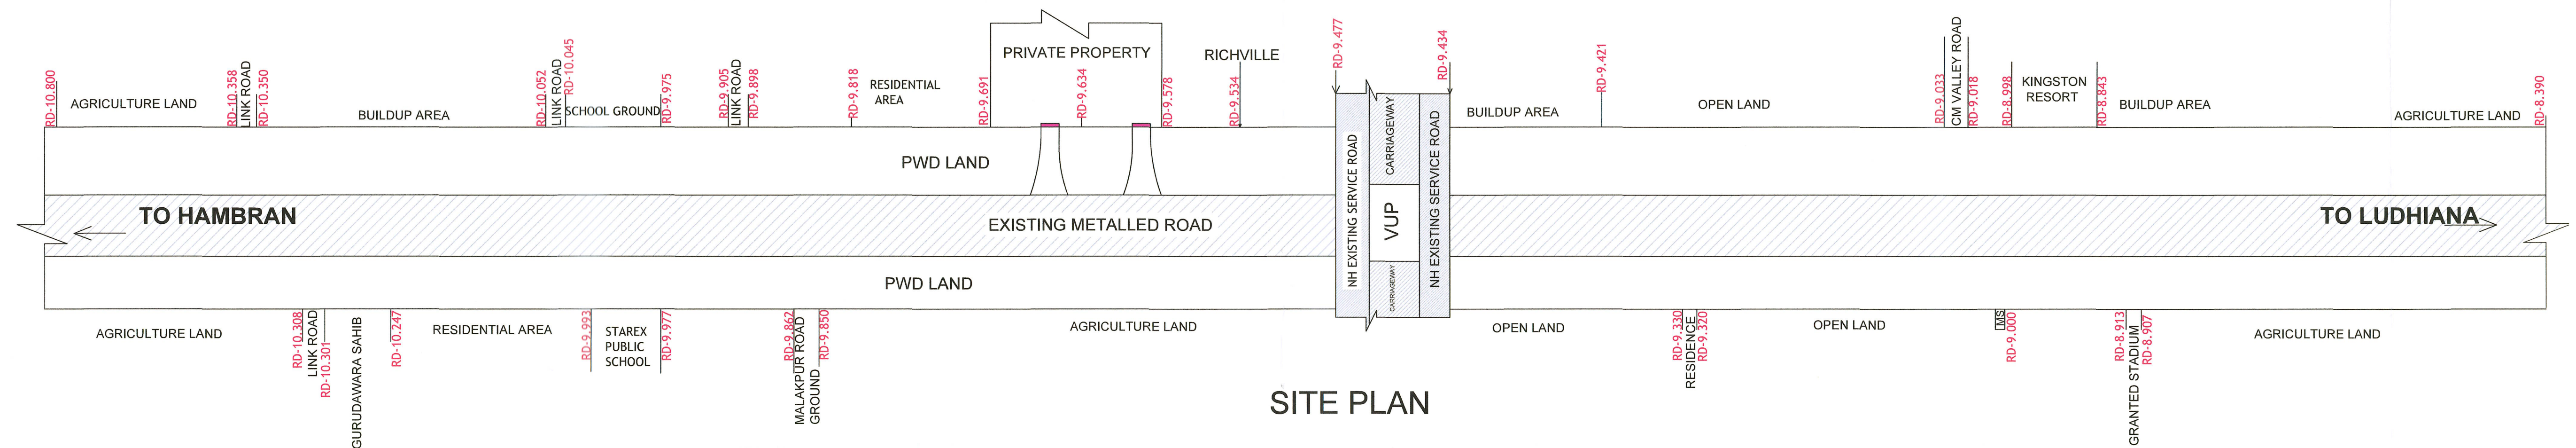 RD-10.800
AGRICULTURE LAND
RD-10.358
LINK ROAD
RD-10.350
BUILDUP AREA
RD-10.052
LINK ROAD
RD-10.045
SCHOOL GROUND
RD-9.975
RD-9.905
LINK ROAD
RD-9.898
RD-9.818
RESIDENTIAL
AREA
RD-9.691
PRIVATE PROPERTY
RD-9.634
RD-9.578
RICHVILLE
RD-9.534
RD-9.477
RD-9.434
BUILDUP AREA
RD-9.421
OPEN LAND
RD-9.033
CM VALLEY ROAD
RD-9.018
RD-8.998
KINGSTON
RESORT
RD-8.843
BUILDUP AREA
AGRICULTURE LAND
RD-8.390
PWD LAND
NH EXISTING SERVICE ROAD
CARRIAGEWAY
VUP
CARRIAGEWAY
NH EXISTING SERVICE ROAD
TO HAMBRAN
EXISTING METALLED ROAD
TO LUDHIANA
PWD LAND
AGRICULTURE LAND
RD-10.308
LINK ROAD
RD-10.301
GURUDAWARA SAHIB
RD-10.247
RESIDENTIAL AREA
RD-9.993
STAREX
PUBLIC
SCHOOL
RD-9.977
RD-9.862
MALAKPUR ROAD
GROUND
RD-9.850
AGRICULTURE LAND
OPEN LAND
RD-9.330
RESIDENCE
RD-9.320
OPEN LAND
MS
RD-9.000
RD-8.913
GRANTED STADIUM
RD-8.907
AGRICULTURE LAND
SITE PLAN